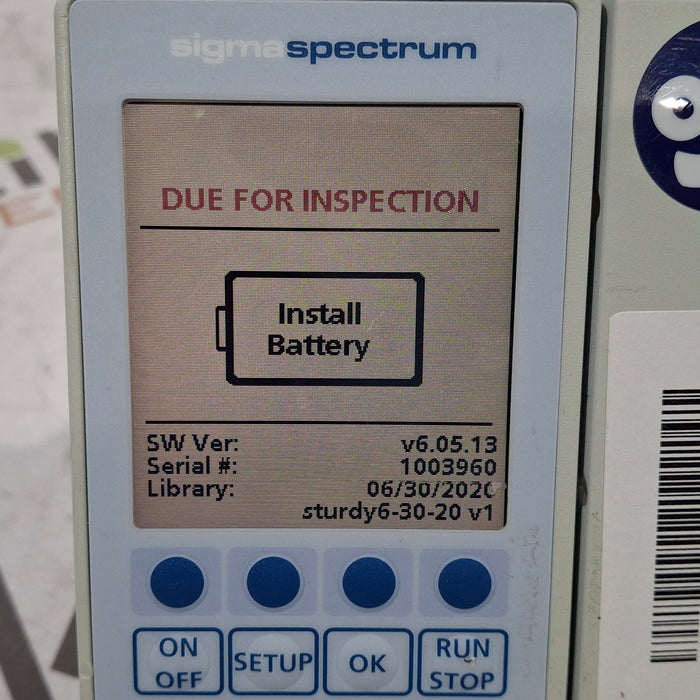 sigmaspectrum
DUE FOR INSPECTION
Install
Battery
SW Ver: v6.05.13
Serial #: 1003960
Library: 06/30/2020
sturdy6-30-20 v1
ON
OFF
SETUP
OK
RUN
STOP